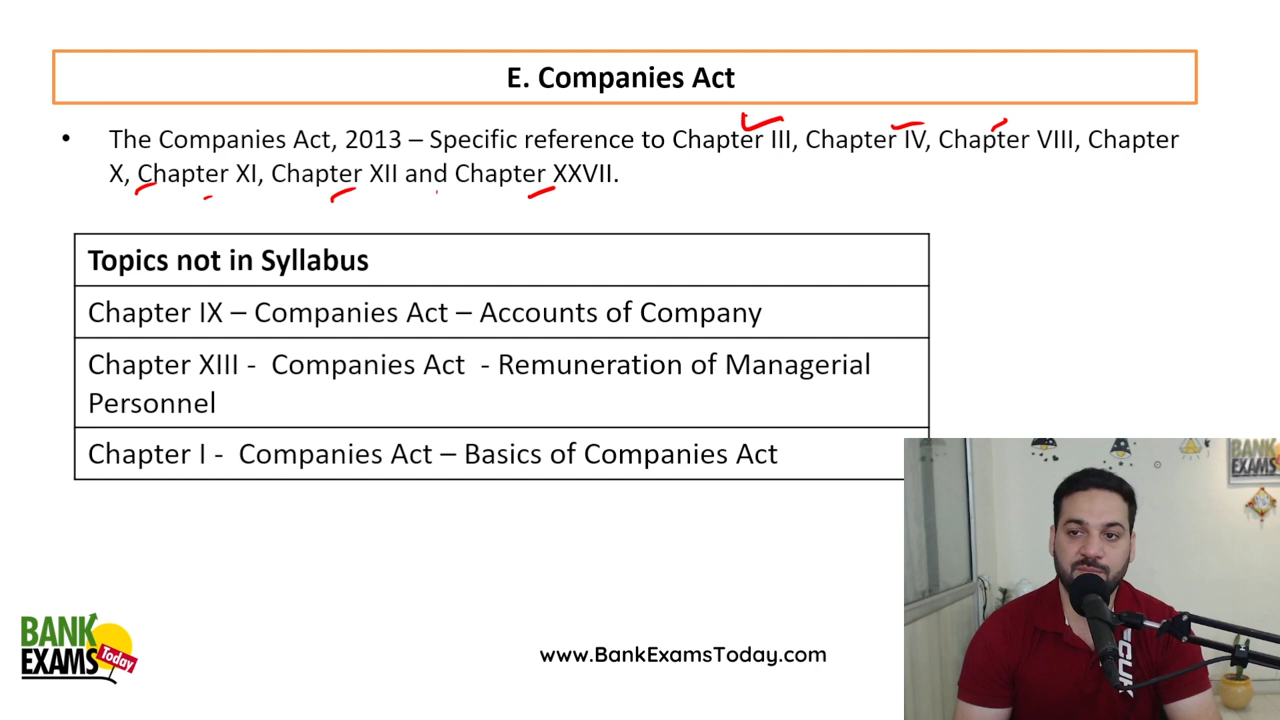 E. Companies Act
• The Companies Act, 2013 – Specific reference to Chapter III, Chapter IV, Chapter VIII, Chapter
X, Chapter XI, Chapter XII and Chapter XXVII.
Topics not in Syllabus
Chapter IX – Companies Act – Accounts of Company
Chapter XIII - Companies Act - Remuneration of Managerial
Personnel
Chapter I - Companies Act – Basics of Companies Act
BANK
EXAMS
BANK
EXAMS
Today
www.BankExamsToday.com